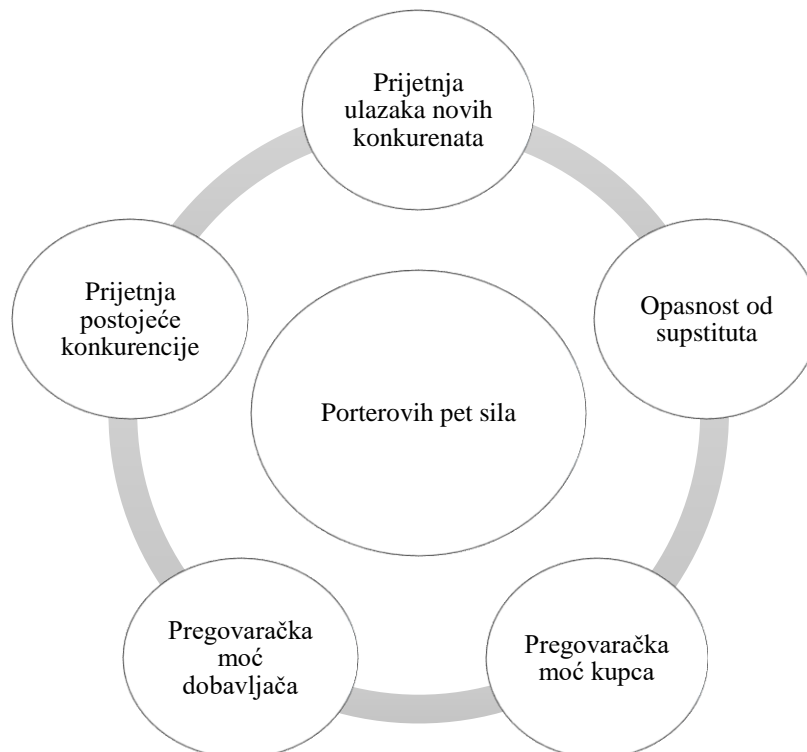 Prijetnja
ulazaka novih
konkurenata
Prijetnja
postojeće
konkurencije
Opasnost od
supstituta
Porterovih pet sila
Pregovaračka
moć
dobavljača
Pregovaračka
moć kupca